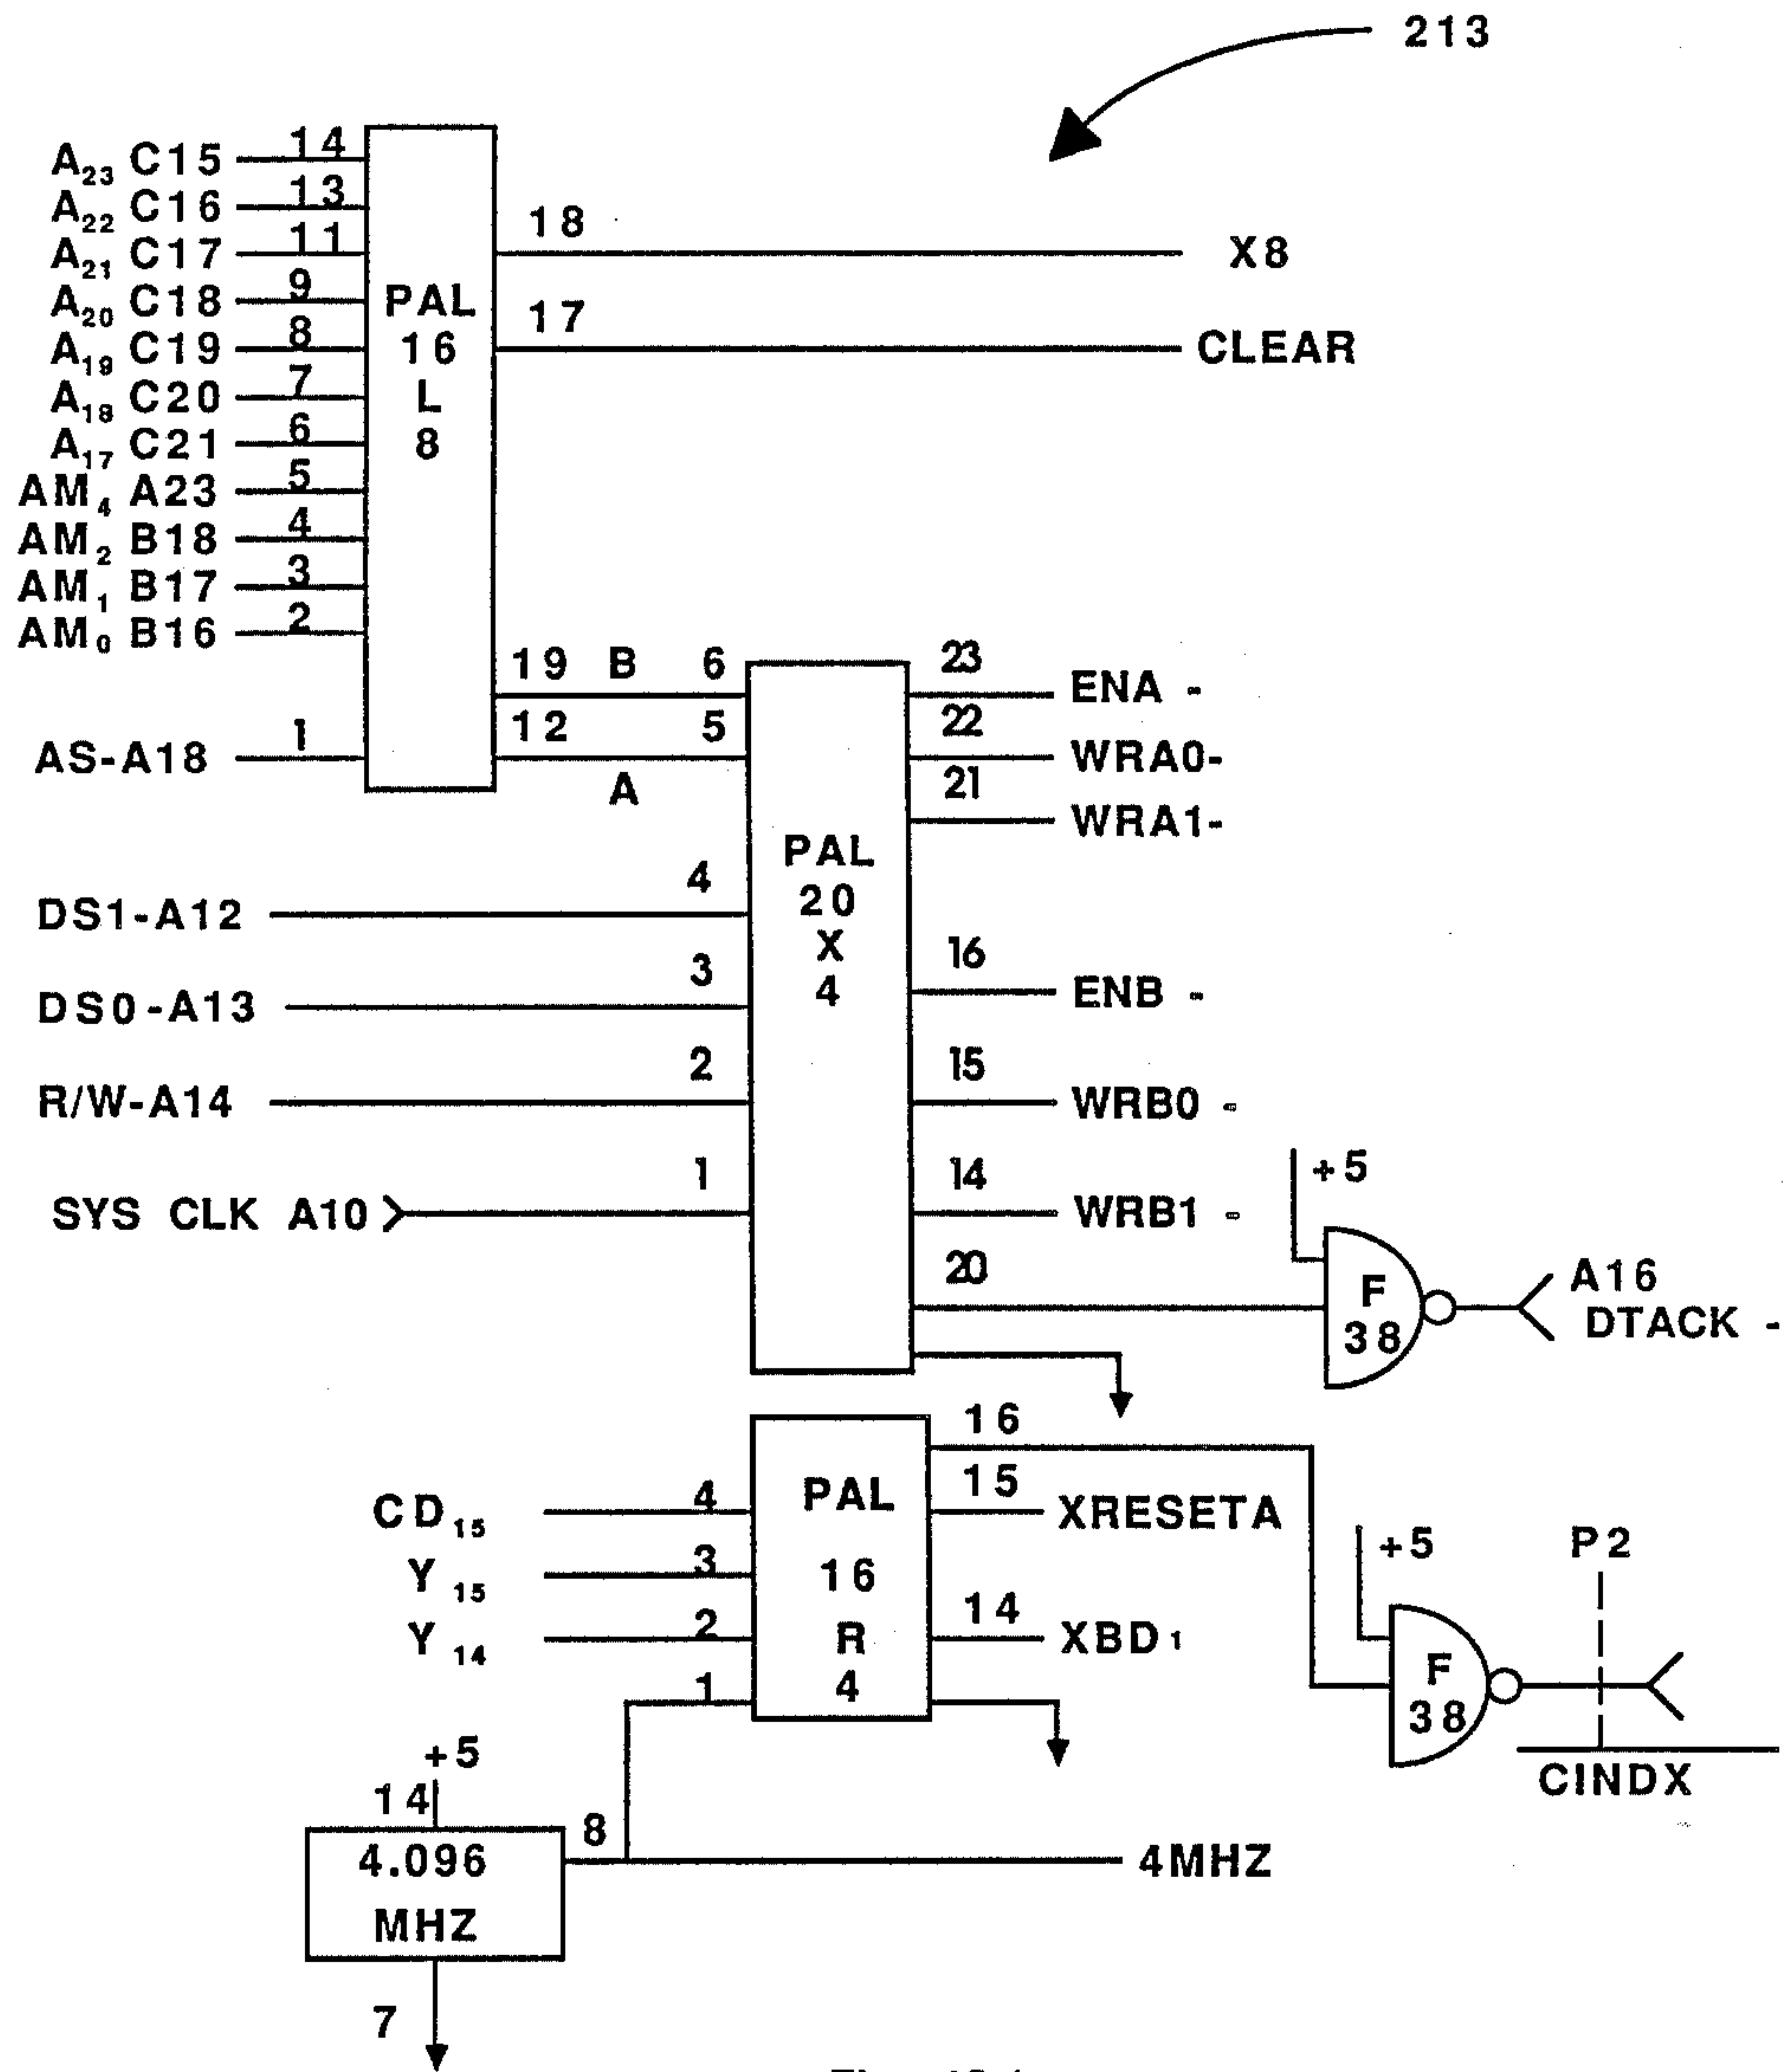 213
A₂₃ C15 14
A₂₂ C16 13
A₂₁ C17 11
A₂₀ C18 9
A₁₉ C19 8
A₁₈ C20 7
A₁₇ C21 6
AM₄ A23 5
AM₂ B18 4
AM₁ B17 3
AM₀ B16 2
AS-A18 1
PAL
16
L
8
18 X8
17 CLEAR
19 B 6
12 A 5
DS1-A12 4
DS0-A13 3
R/W-A14 2
SYS CLK A10 1
PAL
20
X
4
23 ENA -
22 WRA0-
21 WRA1-
16 ENB -
15 WRB0 -
14 WRB1 -
20
+5
F
38
A16
DTACK -
CD₁₅ 4
Y₁₅ 3
Y₁₄ 2
1
PAL
16
R
4
16
15 XRESETA
14 XBD₁
+5
F
38
P2
CINDX
+5
14
4.096
MHZ
8 4MHZ
7